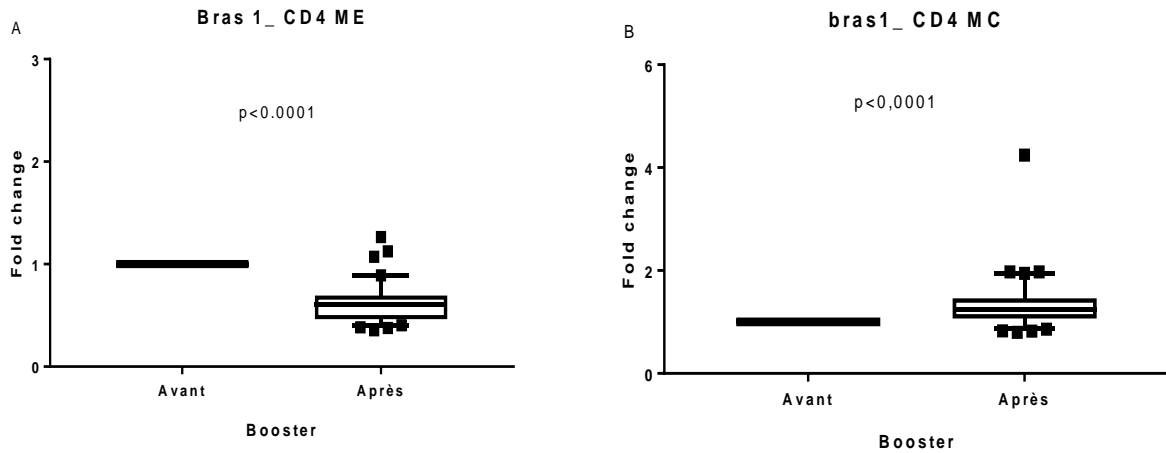 A
Bras 1_ CD4 ME
3
p<0.0001
2
Fold change
1
0
Avant Après
Booster
B
bras1_ CD4 MC
6
p<0,0001
4
Fold change
2
0
Avant Après
Booster